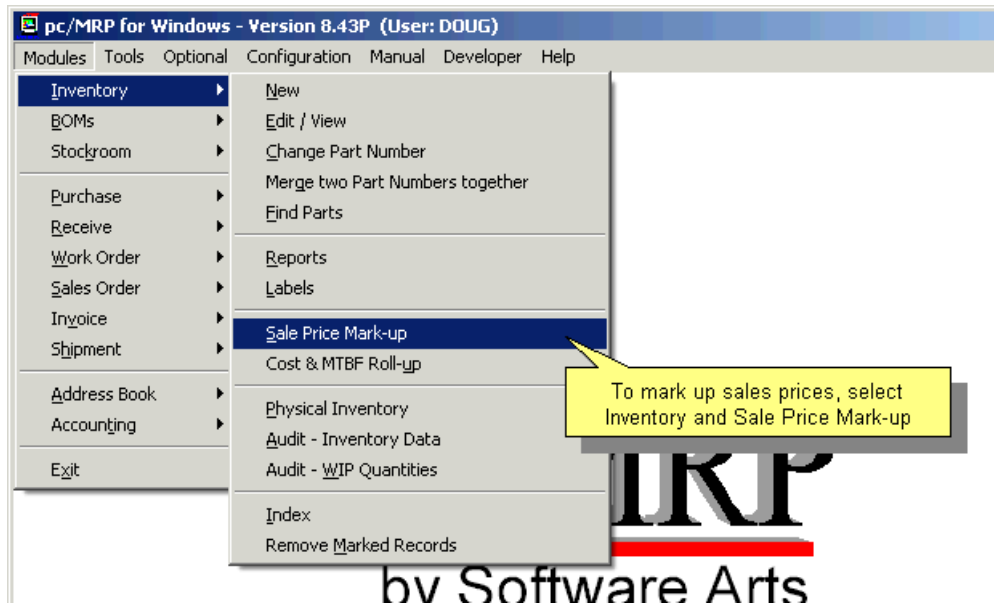 pc/MRP for Windows - Version 8.43P (User: DOUG)
Modules Tools Optional Configuration Manual Developer Help
Inventory
BOMs
Stockroom
Purchase
Receive
Work Order
Sales Order
Invoice
Shipment
Address Book
Accounting
Exit
New
Edit / View
Change Part Number
Merge two Part Numbers together
Find Parts
Reports
Labels
Sale Price Mark-up
Cost & MTBF Roll-up
Physical Inventory
Audit - Inventory Data
Audit - WIP Quantities
Index
Remove Marked Records
To mark up sales prices, select
Inventory and Sale Price Mark-up
MRP
by Software Arts